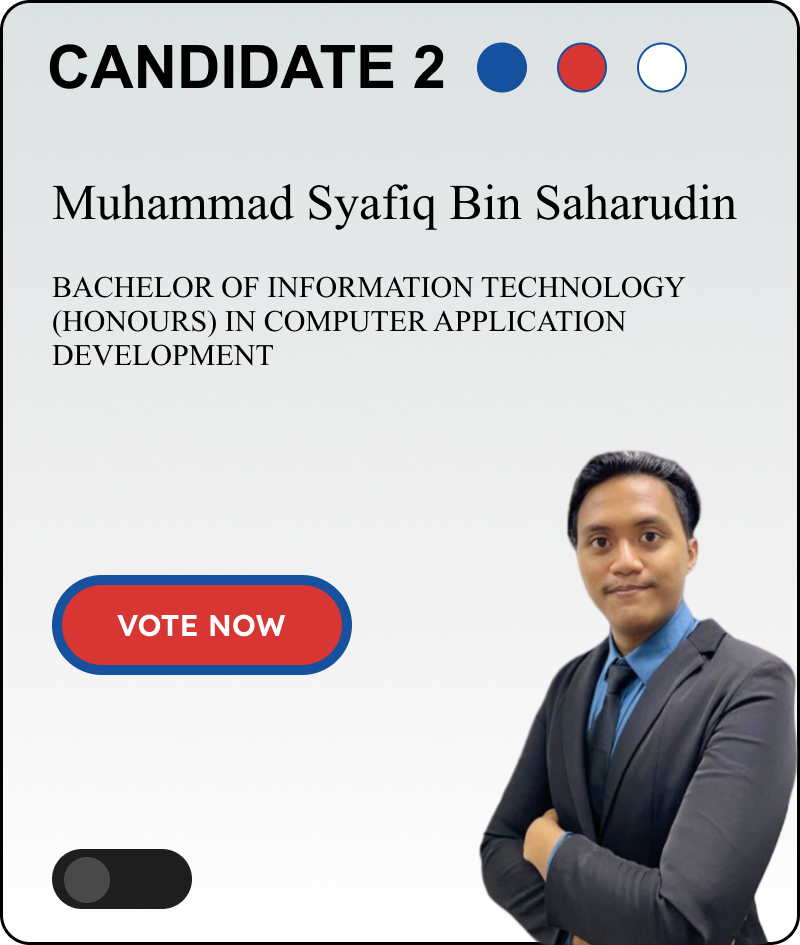 CANDIDATE 2
Muhammad Syafiq Bin Saharudin
BACHELOR OF INFORMATION TECHNOLOGY
(HONOURS) IN COMPUTER APPLICATION
DEVELOPMENT
VOTE NOW